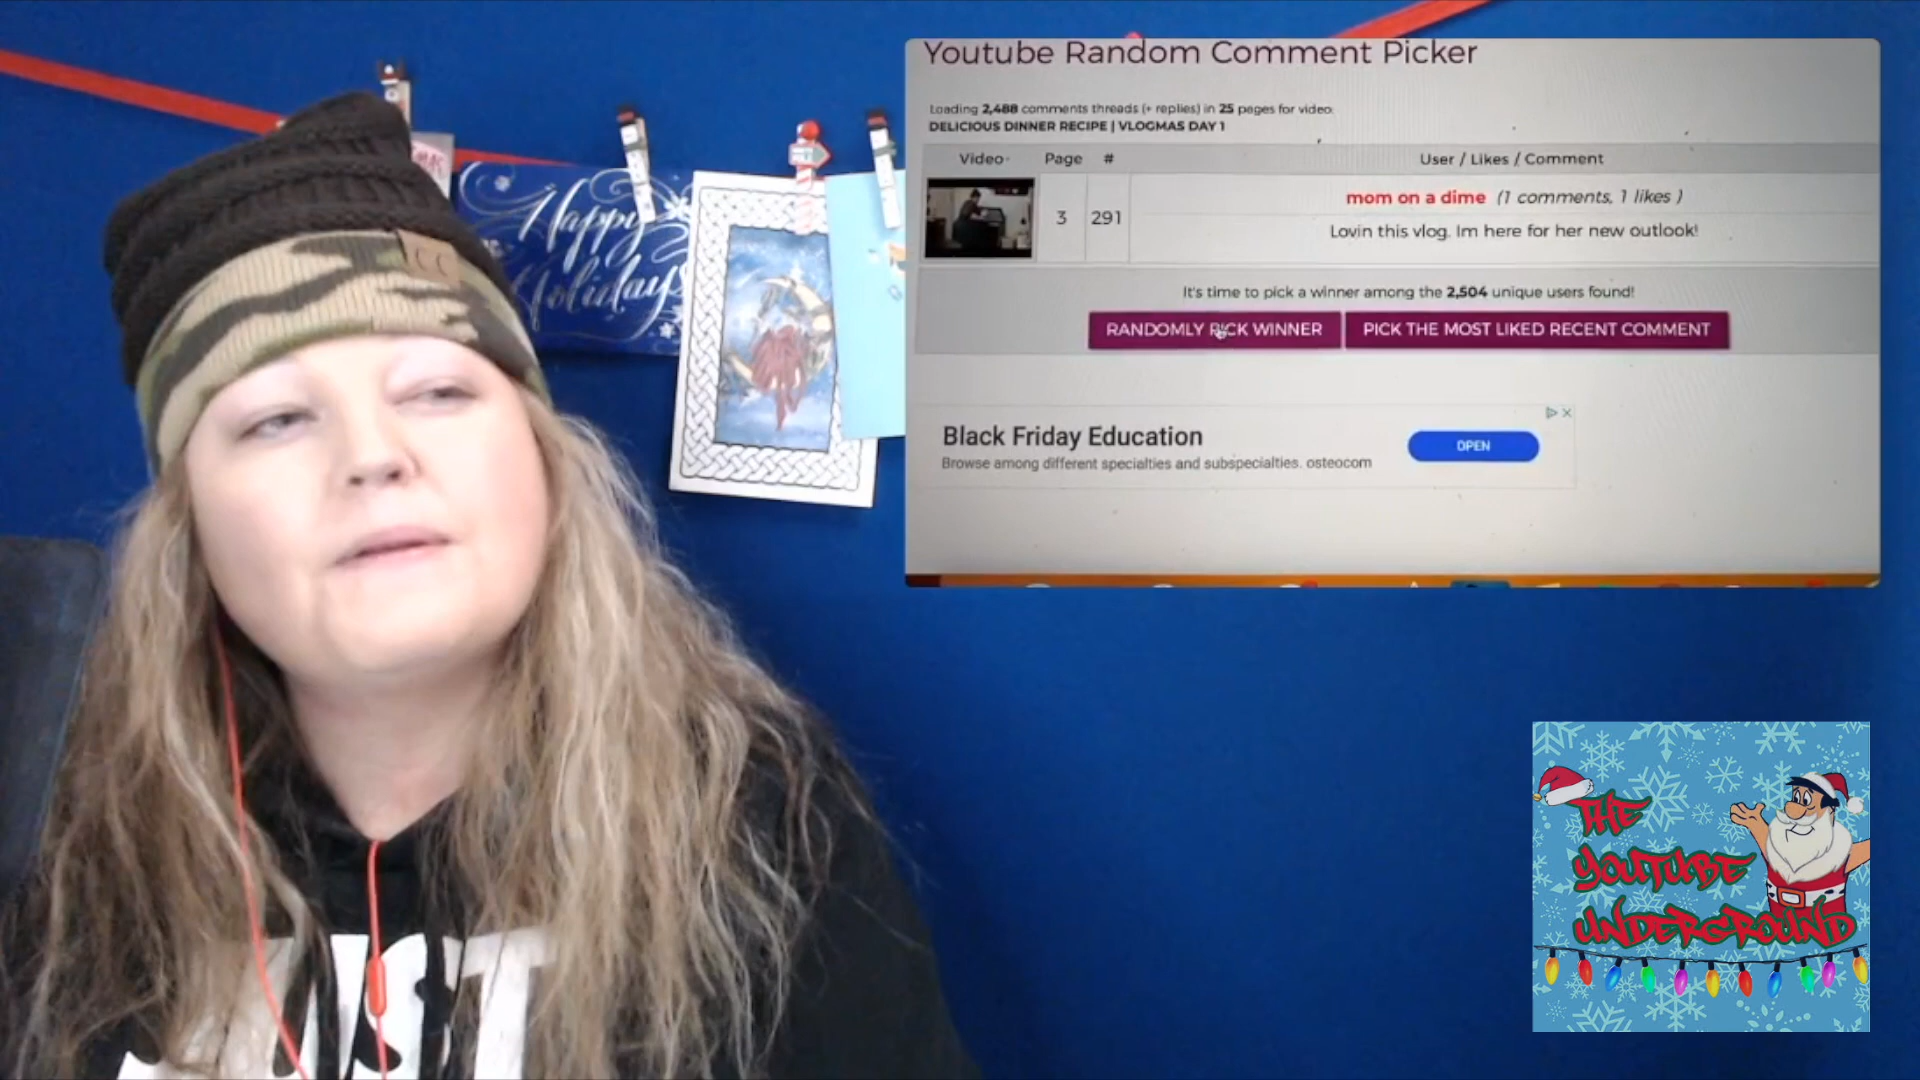 Happy
Holidays
CC
JUST
Youtube Random Comment Picker
Loading 2,488 comments threads (+ replies) in 25 pages for video:
DELICIOUS DINNER RECIPE | VLOGMAS DAY 1
Video Page # User / Likes / Comment
3 291 mom on a dime (1 comments, 1 likes )
Lovin this vlog. Im here for her new outlook!
It's time to pick a winner among the 2,504 unique users found!
RANDOMLY PICK WINNER PICK THE MOST LIKED RECENT COMMENT
Black Friday Education
Browse among different specialties and subspecialties. osteocom
OPEN
THE
YOUTUBE
UNDERGROUND